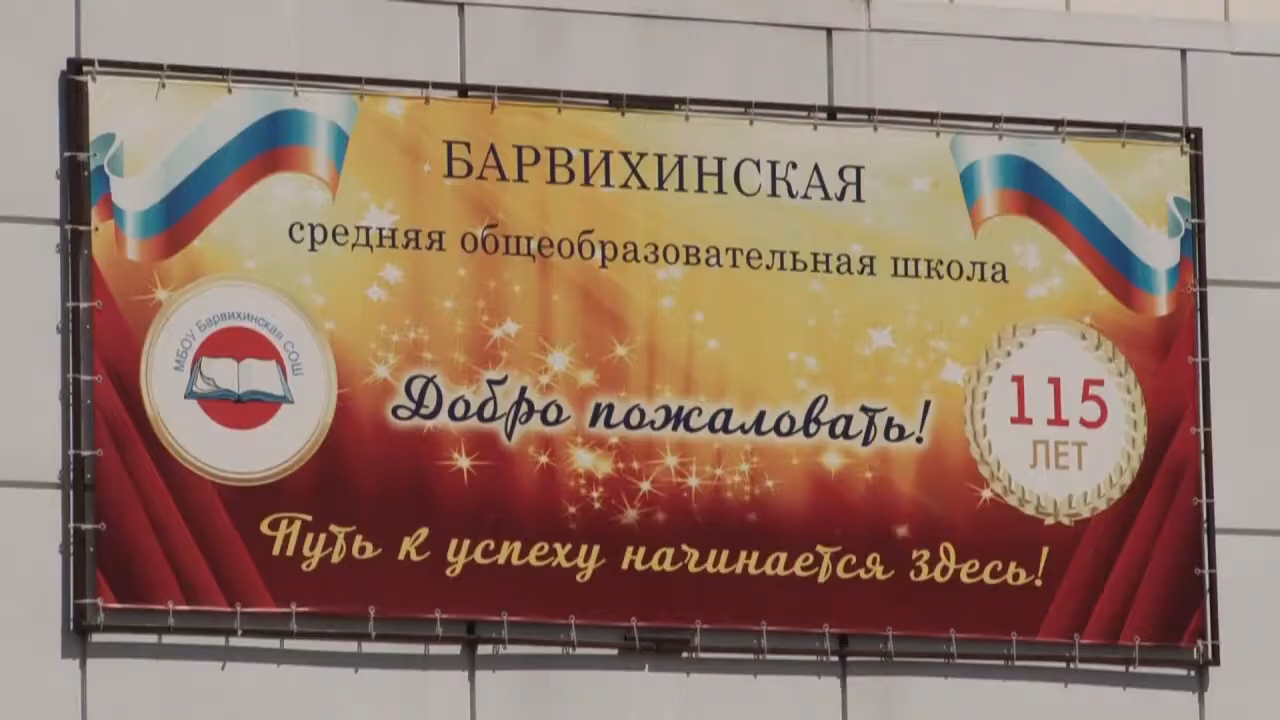 БАРВИХИНСКАЯ
средняя общеобразовательная школа
МБОУ Барвихинская СОШ
Добро пожаловать!
115
ЛЕТ
Путь к успеху начинается здесь!